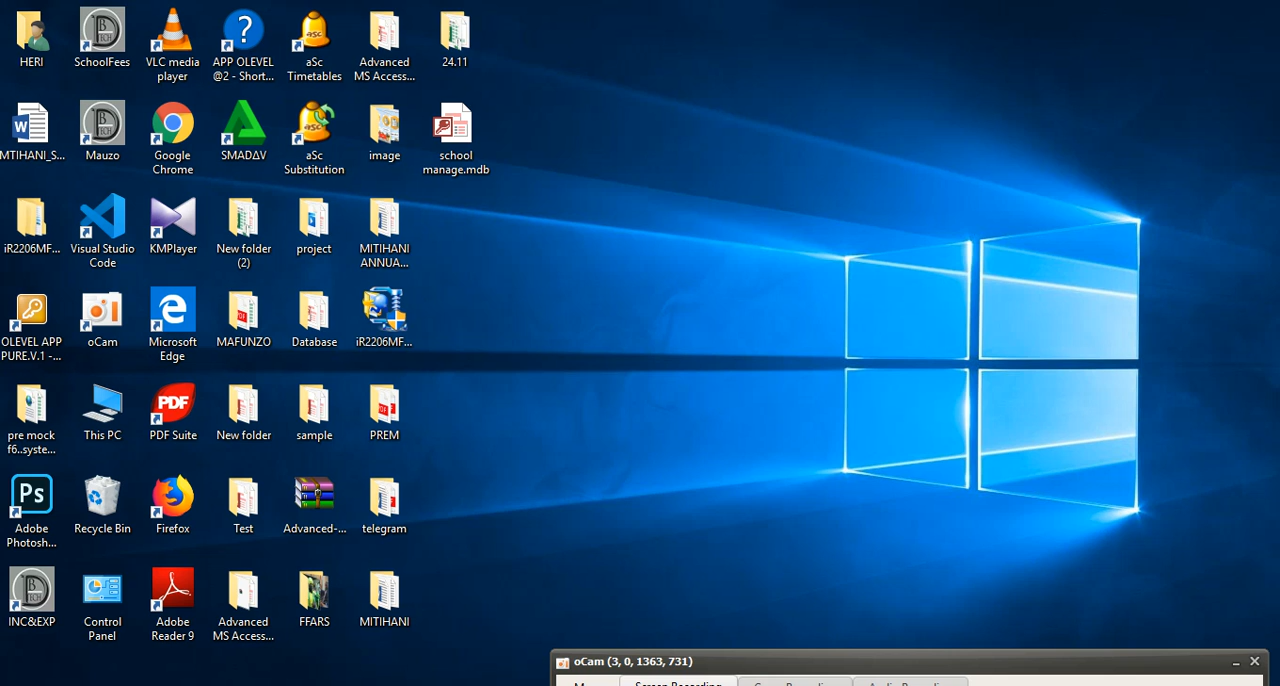 HERI
SchoolFees
VLC media
player
APP OLEVEL
@2 - Short...
aSc
Timetables
Advanced
MS Access...
24.11
MTIHANI_S...
Mauzo
Google
Chrome
SMADΔV
asc
aSc
Substitution
image
school
manage.mdb
iR2206MF...
Visual Studio
Code
KMPlayer
New folder
(2)
project
MITIHANI
ANNUA...
OLEVEL APP
PURE.V.1 -...
oCam
Microsoft
Edge
MAFUNZO
Database
iR2206MF...
pre mock
f6..syste...
This PC
PDF
PDF Suite
New folder
sample
PREM
Ps
Adobe
Photosh...
Recycle Bin
Firefox
Test
Advanced-...
telegram
INC&EXP
Control
Panel
Adobe
Reader 9
Advanced
MS Access...
FFARS
MITIHANI
oCam (3, 0, 1363, 731)
Screen Recording